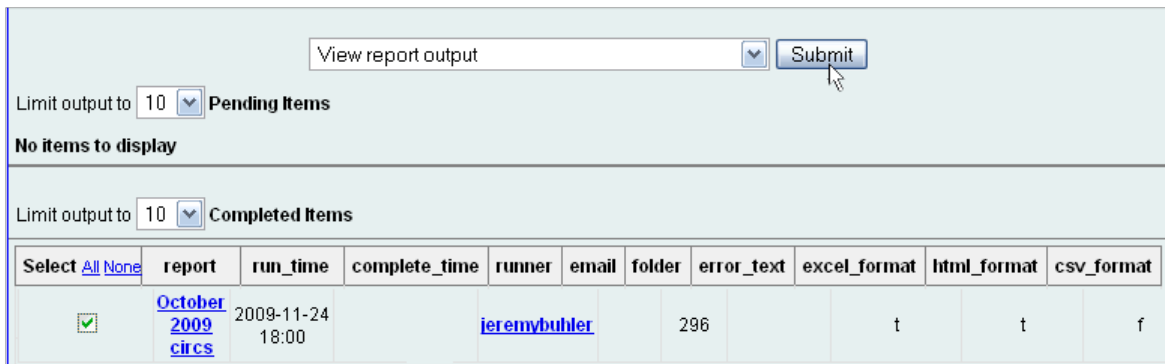 View report output Submit
Limit output to 10 Pending Items
No items to display
Limit output to 10 Completed Items
Select All None report run_time complete_time runner email folder error_text excel_format html_format csv_format
October 2009 circs 2009-11-24 18:00 jeremybuhler 296 t t f